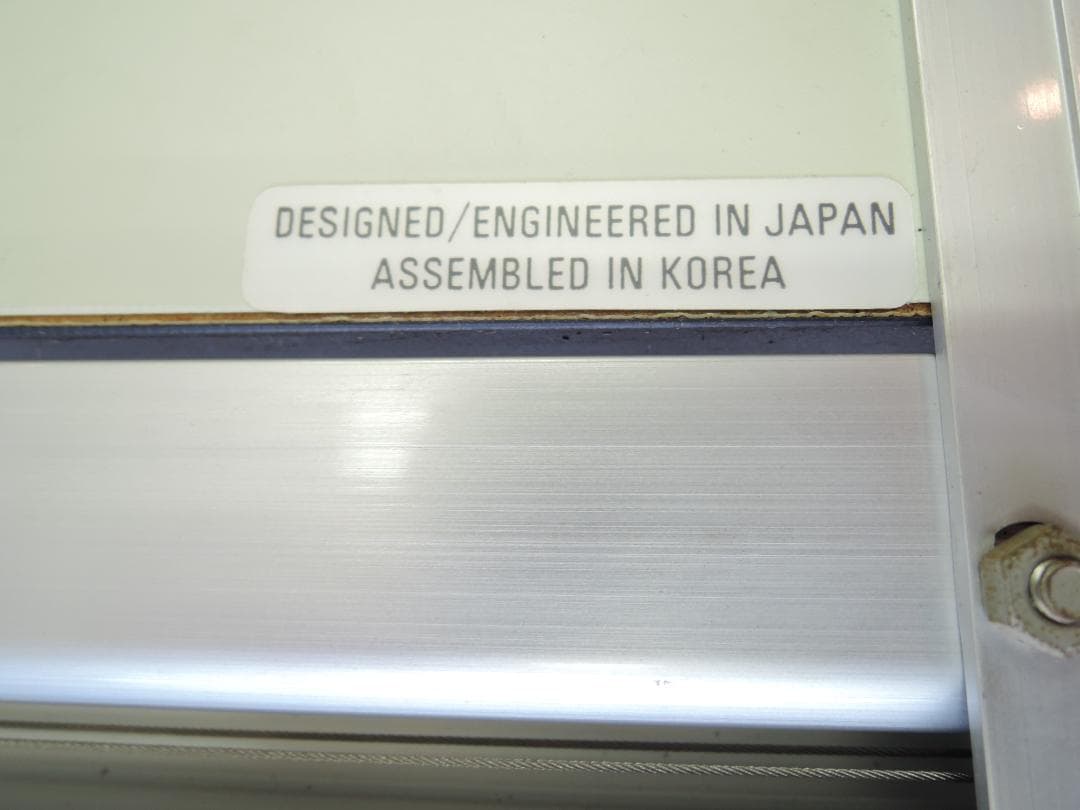 DESIGNED/ENGINEERED IN JAPAN
ASSEMBLED IN KOREA